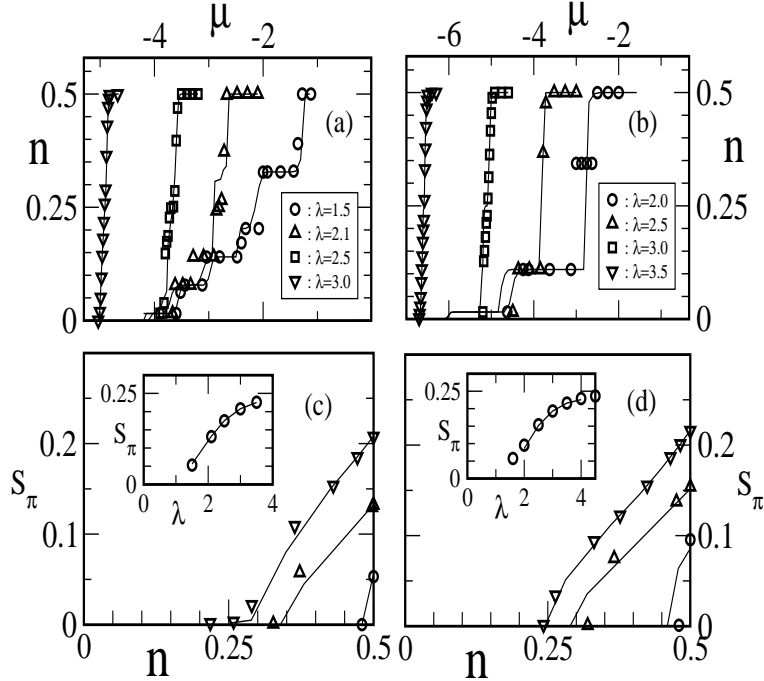 μ μ
-4 -2 -6 -4 -2
n 0.5 0.25 0
(a)
: λ=1.5
: λ=2.1
: λ=2.5
: λ=3.0
n 0.5 0.25 0
(b)
: λ=2.0
: λ=2.5
: λ=3.0
: λ=3.5
(c)
S_π 0.25 0
0 2 4
λ
S_π 0.2 0.1 0
0 0.25 0.5
n
(d)
S_π 0.25 0
0 1 2 3 4
λ
0.2 0.1 0 S_π
0 0.25 0.5
n